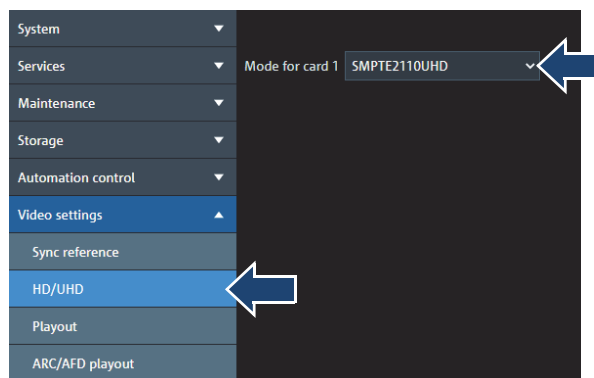 System
Services
Mode for card 1 SMPTE2110UHD
Maintenance
Storage
Automation control
Video settings
Sync reference
HD/UHD
Playout
ARC/AFD playout